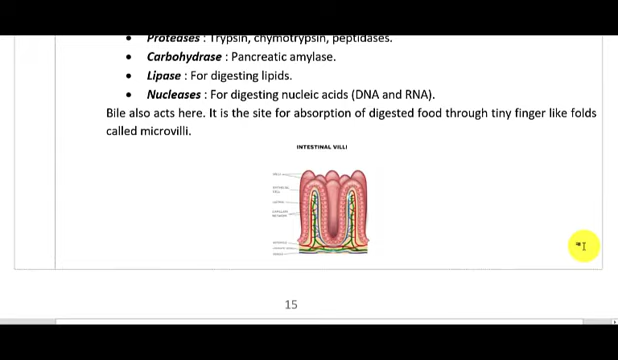 • Proteases : Trypsin, chymotrypsin, peptidases.
• Carbohydrase : Pancreatic amylase.
• Lipase : For digesting lipids.
• Nucleases : For digesting nucleic acids (DNA and RNA).
Bile also acts here. It is the site for absorption of digested food through tiny finger like folds
called microvilli.
INTESTINAL VILLI
CAPILLARY
NETWORK
15